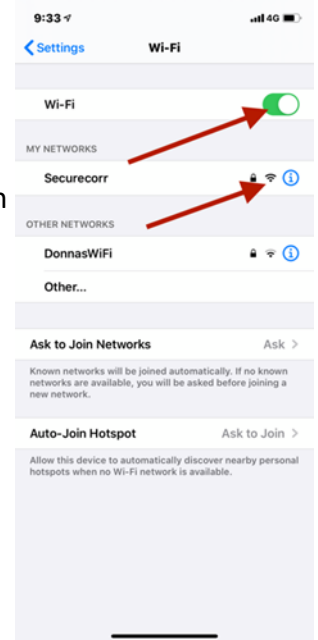 9:33 4G
Settings Wi-Fi
Wi-Fi
MY NETWORKS
Securecorr
OTHER NETWORKS
DonnasWiFi
Other...
Ask to Join Networks Ask
Known networks will be joined automatically. If no known
networks are available, you will be asked before joining a
new network.
Auto-Join Hotspot Ask to Join
Allow this device to automatically discover nearby personal
hotspots when no Wi-Fi network is available.